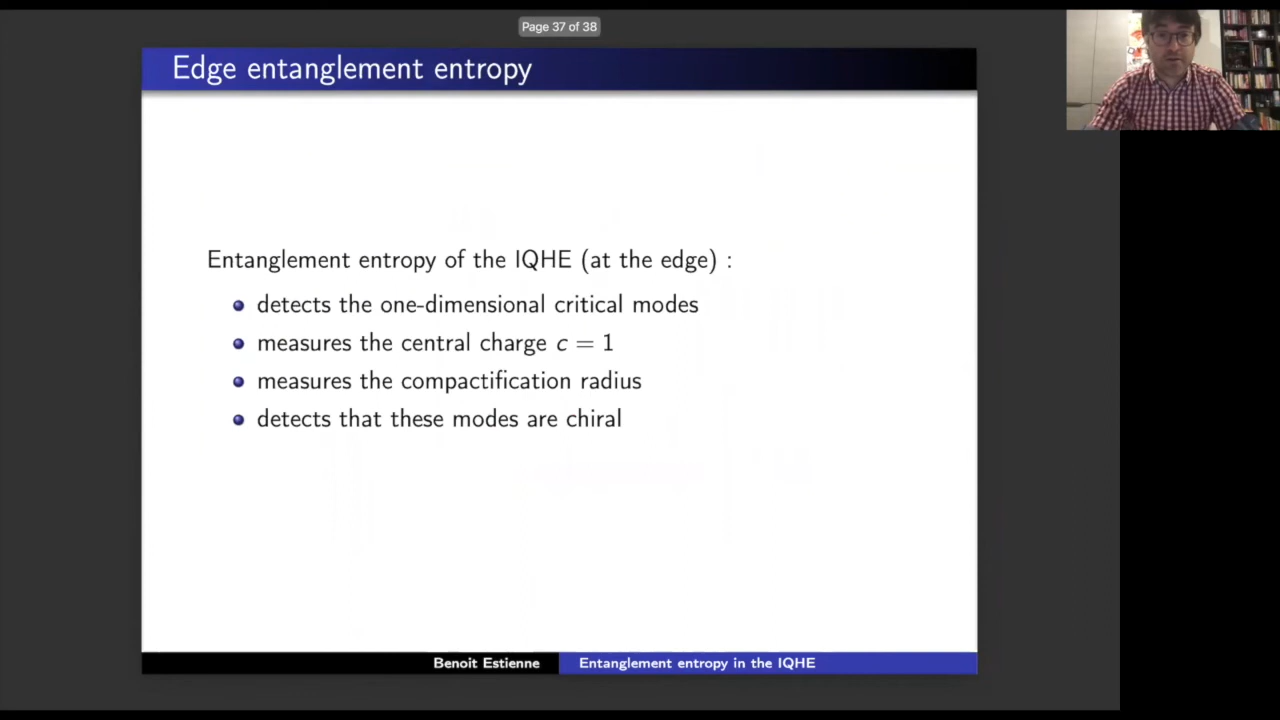 Page 37 of 38
Edge entanglement entropy
Entanglement entropy of the IQHE (at the edge) :
detects the one-dimensional critical modes
measures the central charge c = 1
measures the compactification radius
detects that these modes are chiral
Benoit Estienne
Entanglement entropy in the IQHE